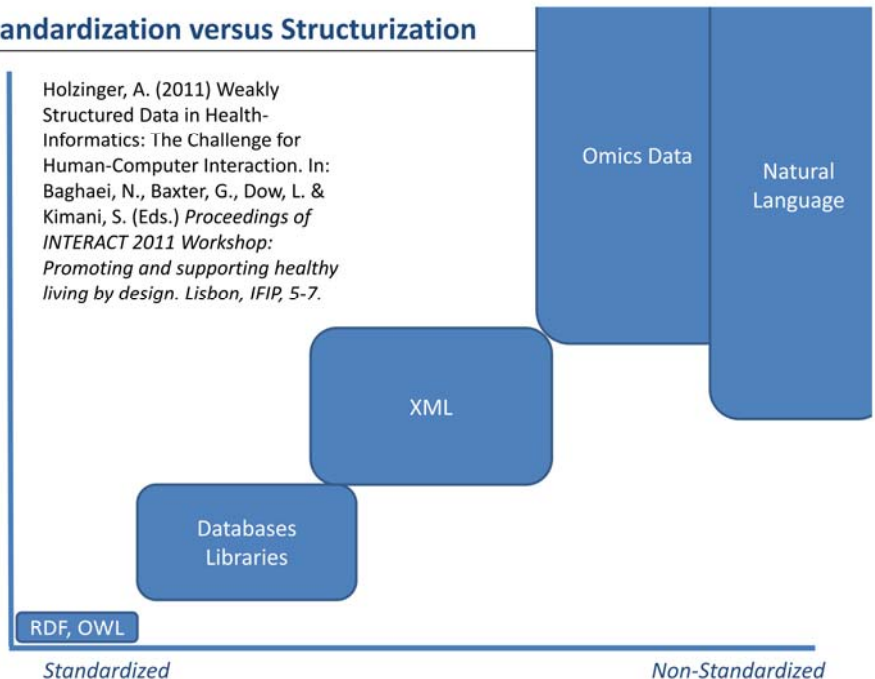 andardization versus Structurization
Holzinger, A. (2011) Weakly
Structured Data in Health-
Informatics: The Challenge for
Human-Computer Interaction. In:
Baghaei, N., Baxter, G., Dow, L. &
Kimani, S. (Eds.) Proceedings of
INTERACT 2011 Workshop:
Promoting and supporting healthy
living by design. Lisbon, IFIP, 5-7.
Omics Data
Natural
Language
XML
Databases
Libraries
RDF, OWL
Standardized
Non-Standardized